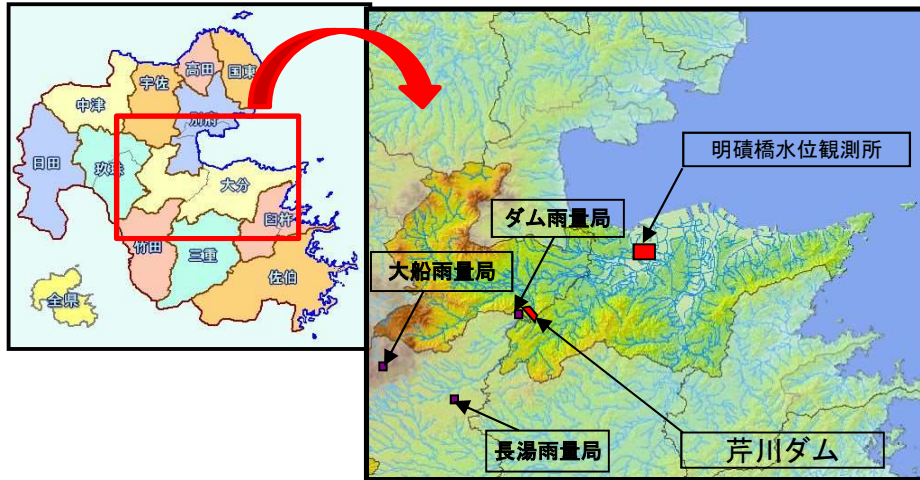 高田
国東
宇佐
中津
別府
日田
玖珠
大分
臼杵
竹田
三重
佐伯
全県
明磧橋水位観測所
ダム雨量局
大船雨量局
長湯雨量局
芹川ダム